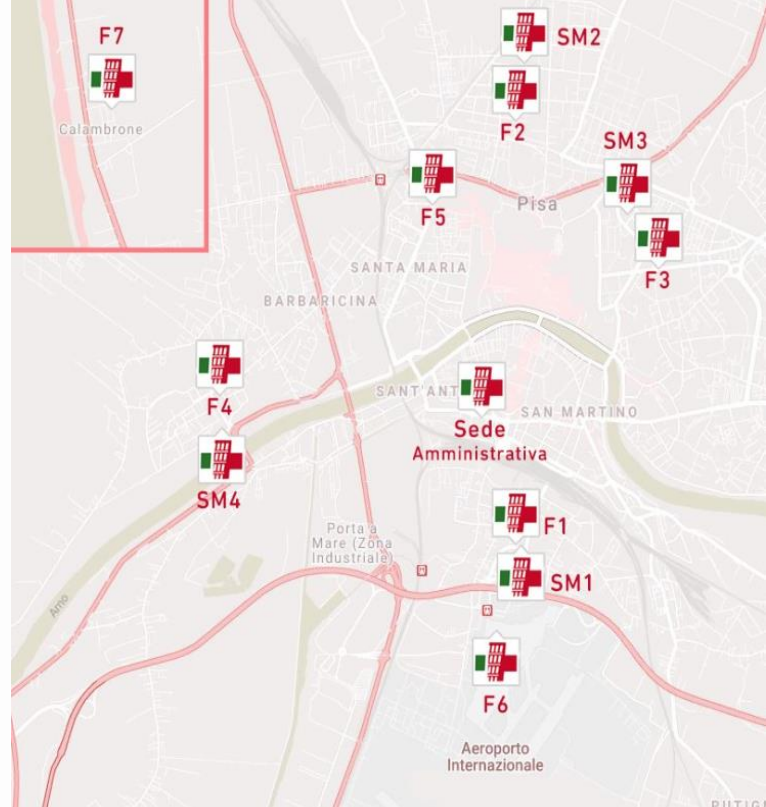 F7
Calambrone
SM2
F2
SM3
F5
Pisa
F3
SANTA MARIA
BARBARICINA
F4
SANT'ANT
SAN MARTINO
Sede
Amministrativa
SM4
F1
Porta a
Mare (Zona
Industriale)
SM1
Arno
F6
Aeroporto
Internazionale